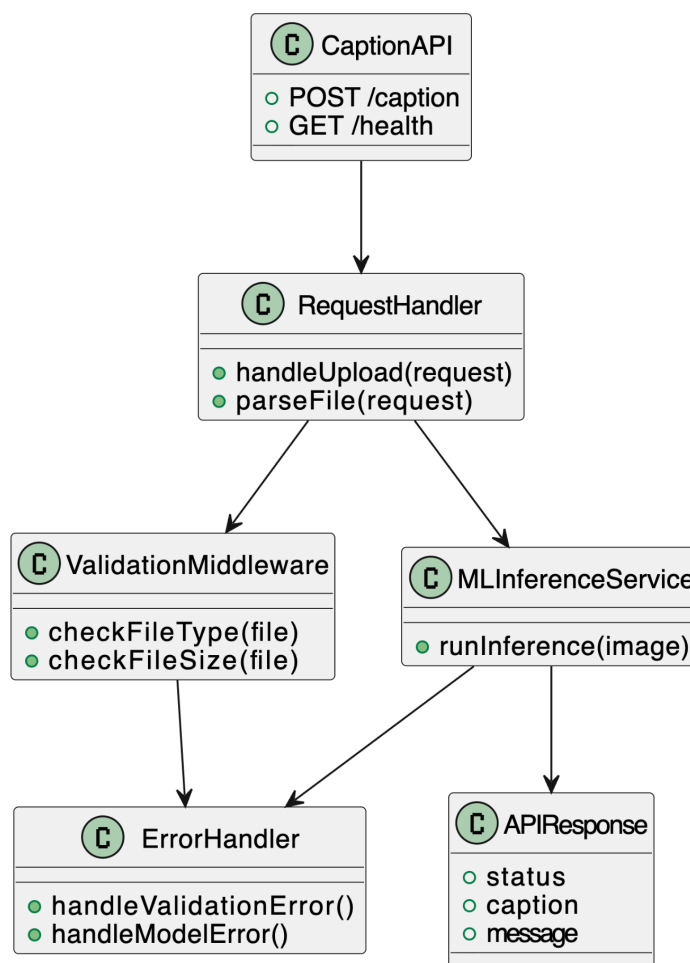 C CaptionAPI
POST /caption
GET /health
C RequestHandler
handleUpload(request)
parseFile(request)
C ValidationMiddleware
checkFileType(file)
checkFileSize(file)
C MLInferenceService
runInference(image)
C ErrorHandler
handleValidationError()
handleModelError()
C APIResponse
status
caption
message